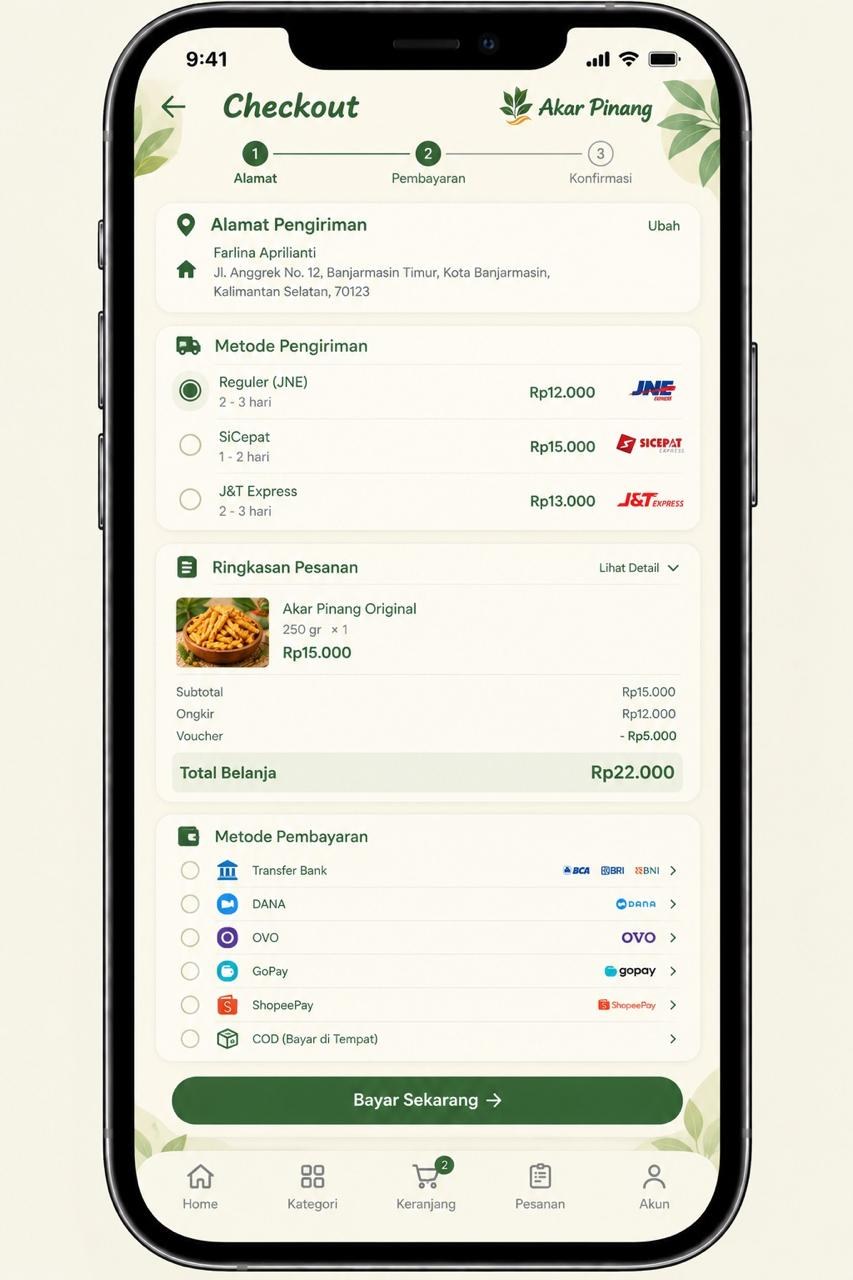 9:41
Checkout
Akar Pinang
1 2 3
Alamat Pembayaran Konfirmasi
Alamat Pengiriman Ubah
Farlina Aprilianti
Jl. Anggrek No. 12, Banjarmasin Timur, Kota Banjarmasin,
Kalimantan Selatan, 70123
Metode Pengiriman
Reguler (JNE)
2 - 3 hari
Rp12.000
JNE
EXPRESS
SiCepat
1 - 2 hari
Rp15.000
SICEPAT
EXPRESS
J&T Express
2 - 3 hari
Rp13.000
J&T EXPRESS
Ringkasan Pesanan Lihat Detail
Akar Pinang Original
250 gr × 1
Rp15.000
Subtotal Rp15.000
Ongkir Rp12.000
Voucher - Rp5.000
Total Belanja Rp22.000
Metode Pembayaran
Transfer Bank BCA BRI BNI
DANA DANA
OVO OVO
GoPay gopay
ShopeePay S ShopeePay
COD (Bayar di Tempat)
Bayar Sekarang →
2
Home Kategori Keranjang Pesanan Akun